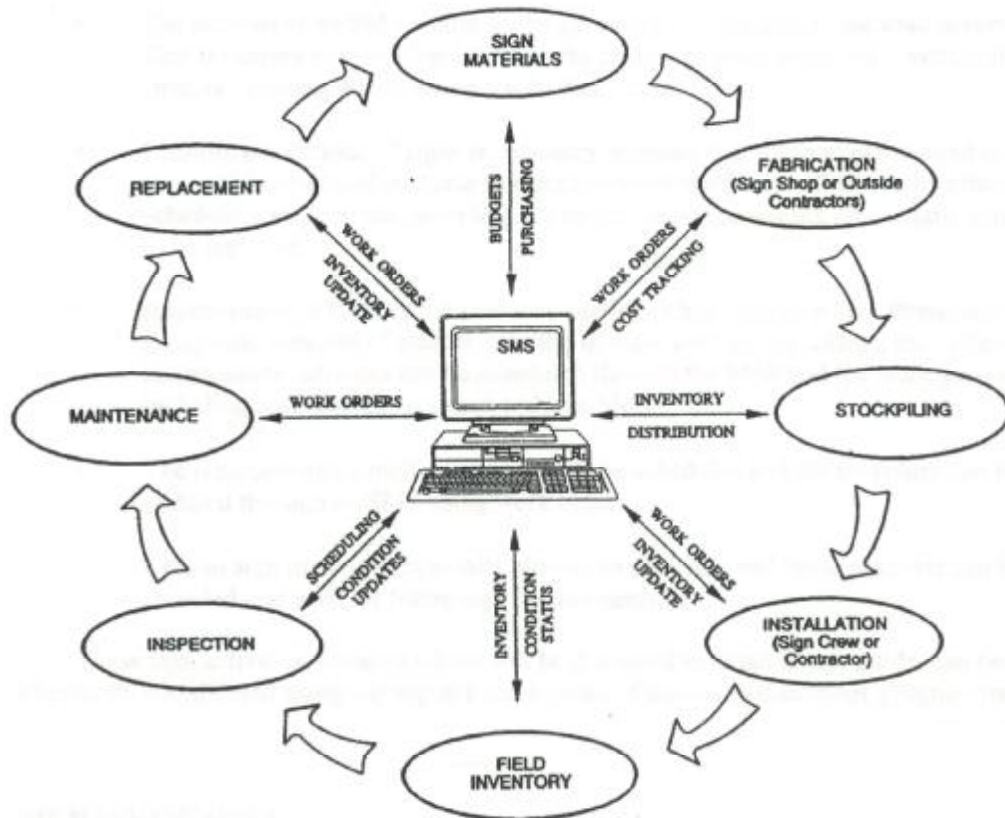 SIGN
MATERIALS
REPLACEMENT
FABRICATION
(Sign Shop or Outside
Contractors)
BUDGETS
PURCHASING
WORK ORDERS
INVENTORY
UPDATE
WORK ORDERS
COST TRACKING
SMS
MAINTENANCE
WORK ORDERS
INVENTORY
DISTRIBUTION
STOCKPILING
SCHEDULING
CONDITION
UPDATES
INVENTORY
CONDITION
STATUS
WORK ORDERS
INVENTORY
UPDATE
INSPECTION
INSTALLATION
(Sign Crew or
Contractor)
FIELD
INVENTORY